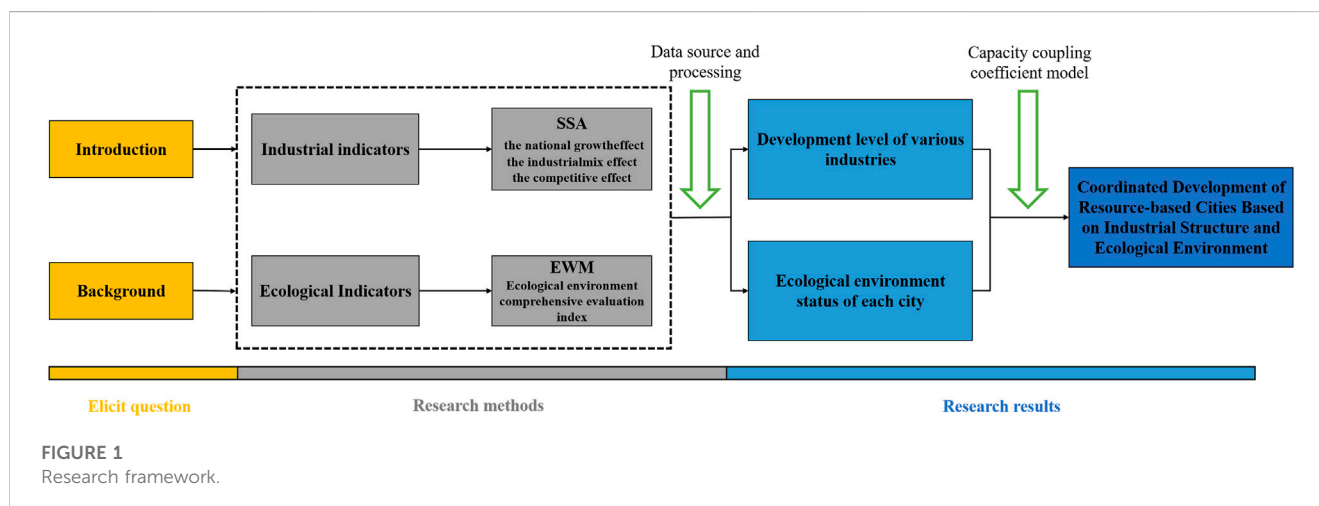 Data source and
processing
Capacity coupling
coefficient model
Introduction
Industrial indicators
SSA
the national growtheffect
the industrialmix effect
the competitive effect
Development level of various
industries
Coordinated Development of
Resource-based Cities Based
on Industrial Structure and
Ecological Environment
Background
Ecological Indicators
EWM
Ecological environment
comprehensive evaluation
index
Ecological environment
status of each city
Elicit question
Research methods
Research results
FIGURE 1
Research framework.